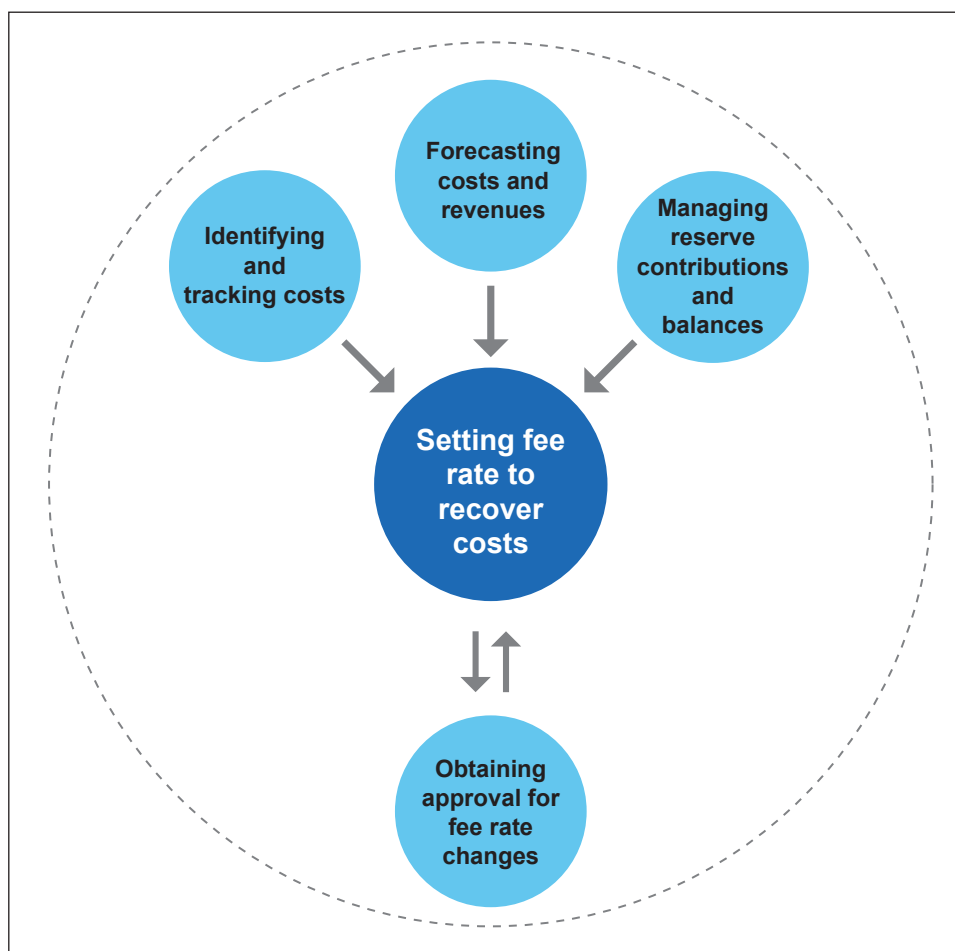 Forecasting
costs and
revenues
Identifying
and
tracking costs
Managing
reserve
contributions
and
balances
Setting fee
rate to
recover
costs
Obtaining
approval for
fee rate
changes